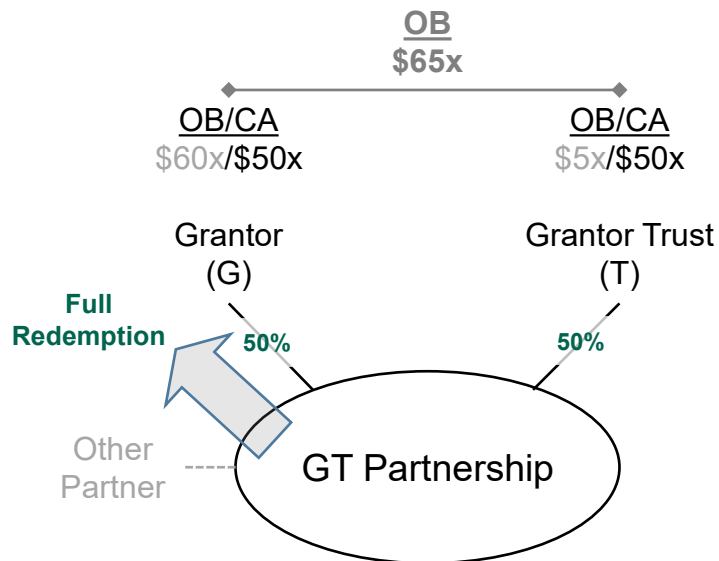 OB
$65x
OB/CA
$60x/$50x
OB/CA
$5x/$50x
Grantor
(G)
Grantor Trust
(T)
Full
Redemption
50%
50%
Other
Partner
GT Partnership